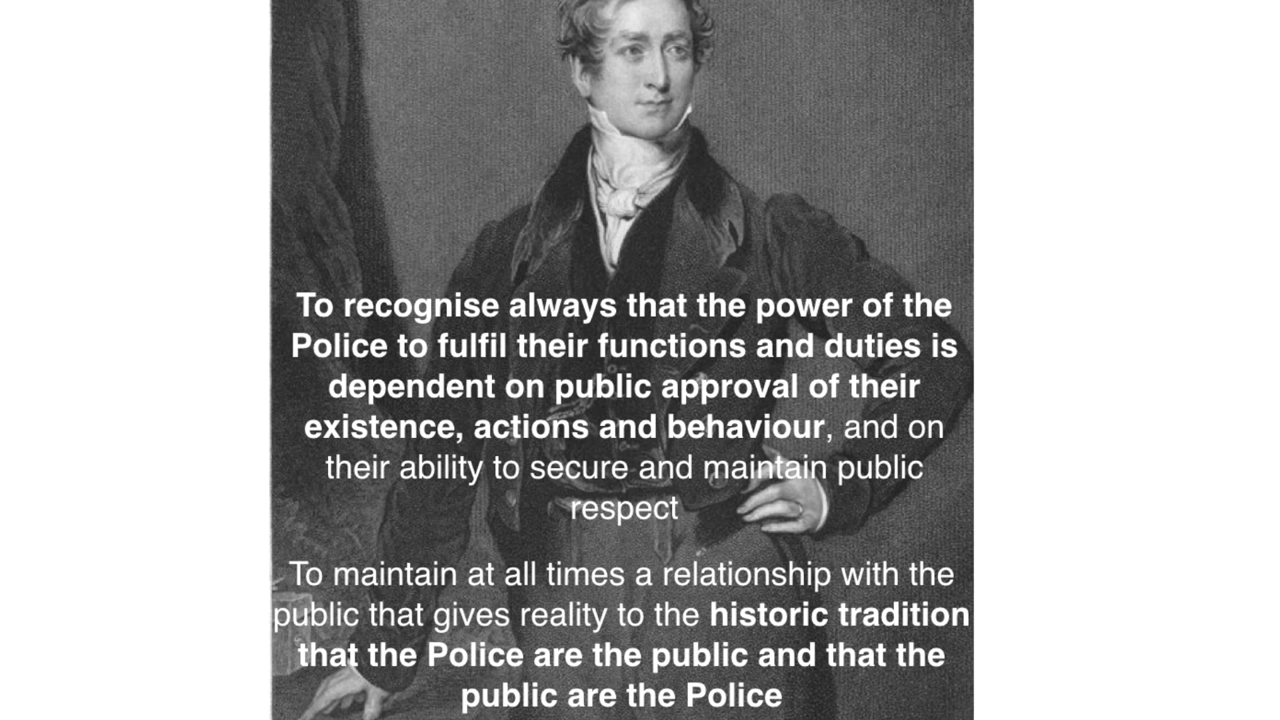 To recognise always that the power of the
Police to fulfil their functions and duties is
dependent on public approval of their
existence, actions and behaviour, and on
their ability to secure and maintain public
respect
To maintain at all times a relationship with the
public that gives reality to the historic tradition
that the Police are the public and that the
public are the Police